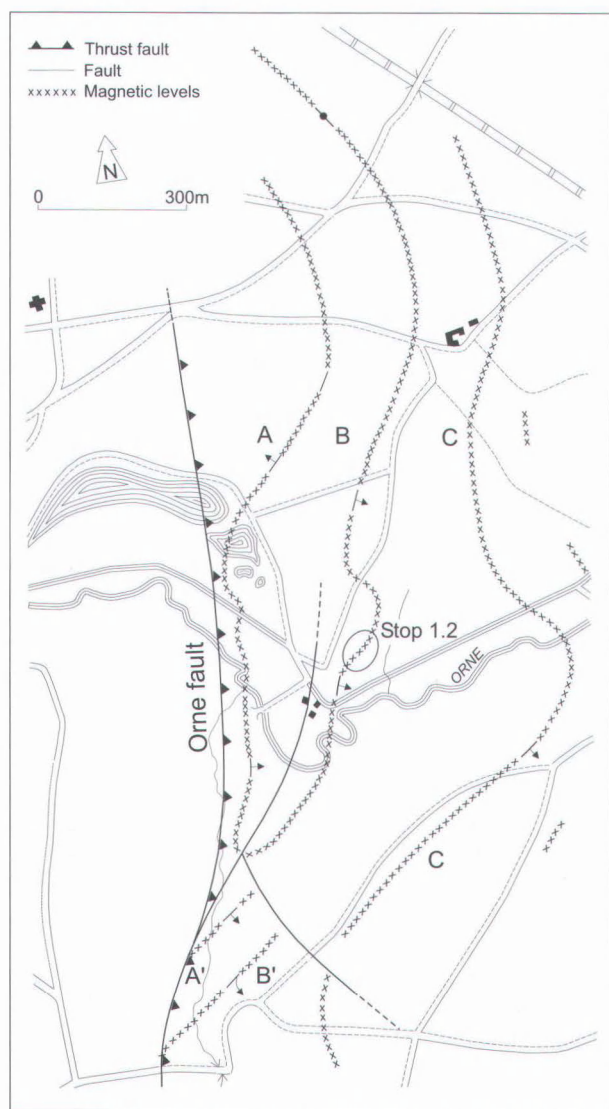 Thrust fault
Fault
Magnetic levels
N
0 300m
A
B
C
Stop 1.2
ORNE
Orne fault
C
A'
B'